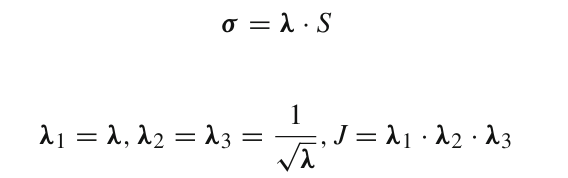 σ = λ · S
λ₁ = λ, λ₂ = λ₃ = 1/√λ, J = λ₁ · λ₂ · λ₃